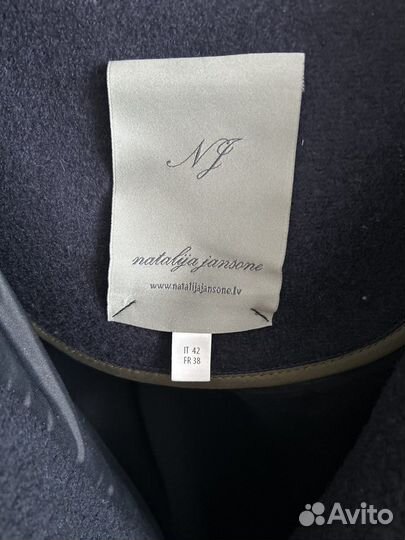 NJ
natalija jansone
www.natalijajansone.lv
IT 42
FR 38
Avito